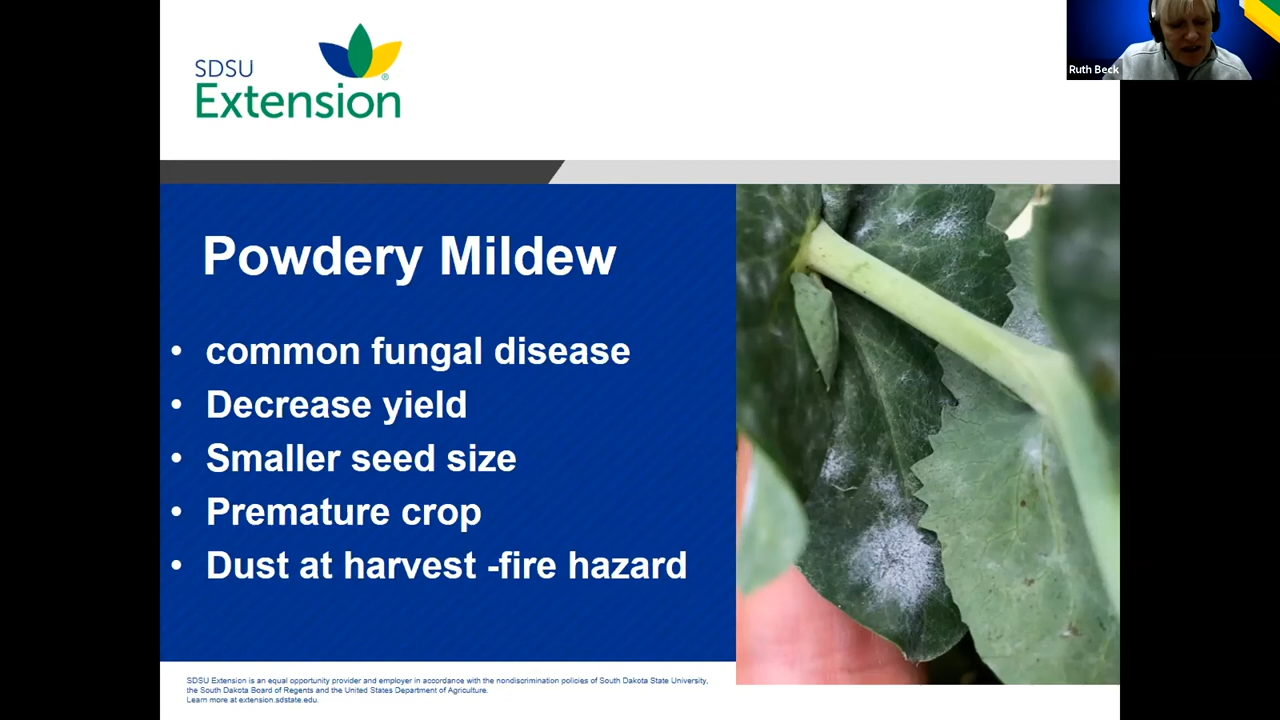 SDSU
Extension
®
Ruth Beck
Powdery Mildew
• common fungal disease
• Decrease yield
• Smaller seed size
• Premature crop
• Dust at harvest -fire hazard
SDSU Extension is an equal opportunity provider and employer in accordance with the nondiscrimination policies of South Dakota State University,
the South Dakota Board of Regents and the United States Department of Agriculture.
Learn more at extension.sdstate.edu.